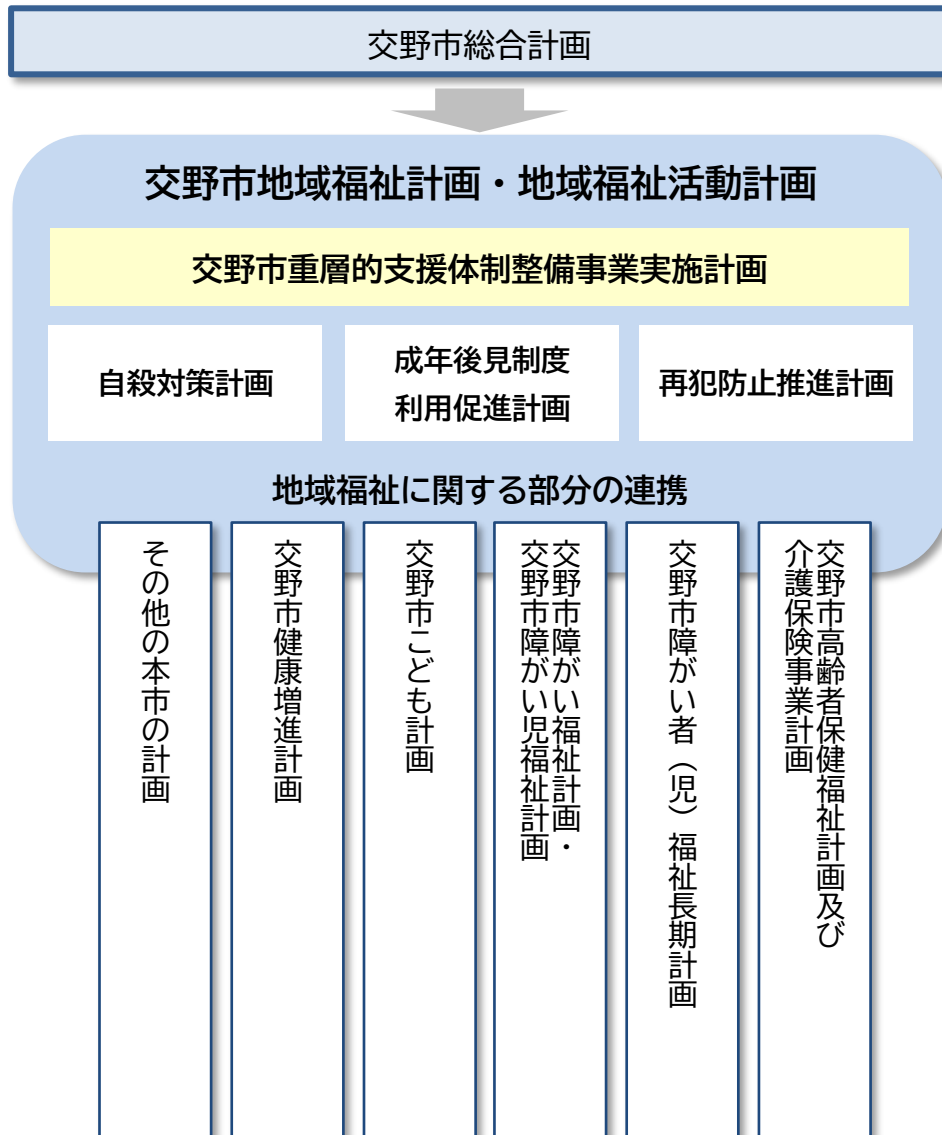 交野市総合計画
交野市地域福祉計画・地域福祉活動計画
交野市重層的支援体制整備事業実施計画
自殺対策計画
成年後見制度
利用促進計画
再犯防止推進計画
地域福祉に関する部分の連携
交野市高齢者保健福祉計画及び
介護保険事業計画
交野市障がい者（児）福祉長期計画
交野市障がい福祉計画・
交野市障がい児福祉計画
交野市こども計画
交野市健康増進計画
その他の本市の計画